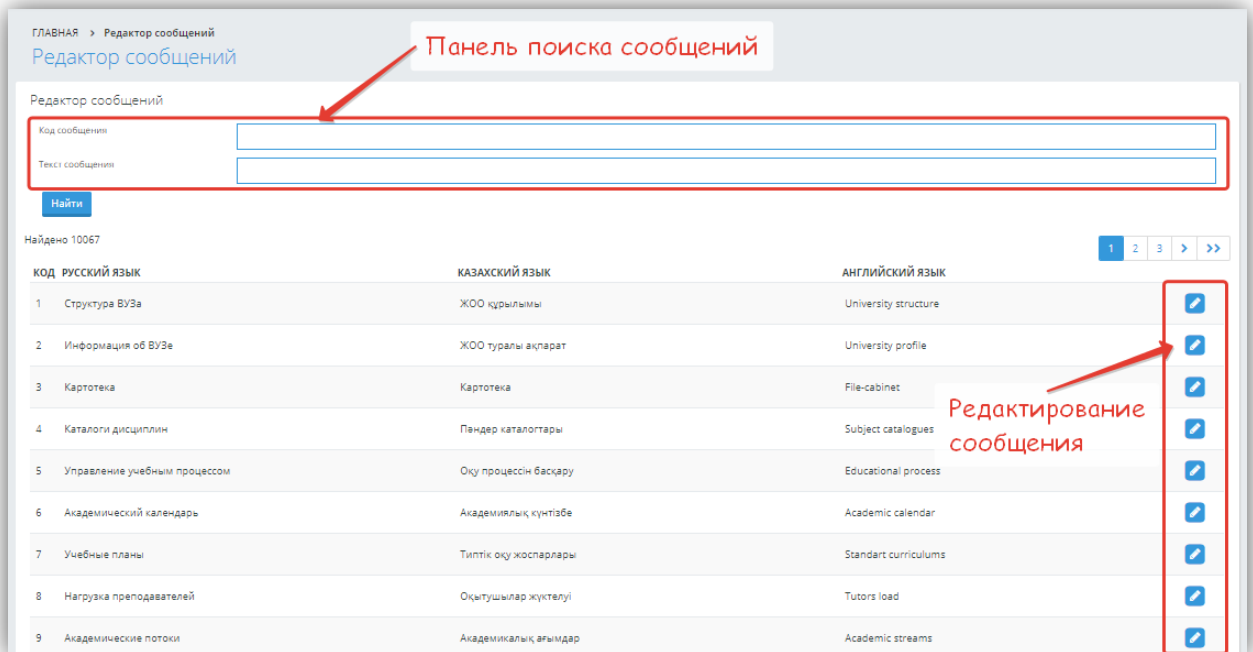 ГЛАВНАЯ > Редактор сообщений
Редактор сообщений
Панель поиска сообщений
Редактор сообщений
Код сообщения
Текст сообщения
Найти
Найдено 10067
1 2 3 > >>
КОД РУССКИЙ ЯЗЫК КАЗАХСКИЙ ЯЗЫК АНГЛИЙСКИЙ ЯЗЫК
1 Структура ВУЗа ЖОО құрылымы University structure
2 Информация об ВУЗе ЖОО туралы ақпарат University profile
3 Картотека Картотека File-cabinet
Редактирование
сообщения
4 Каталоги дисциплин Пәндер каталогтары Subject catalogues
5 Управление учебным процессом Оқу процессін басқару Educational process
6 Академический календарь Академиялық күнтізбе Academic calendar
7 Учебные планы Типтік оқу жоспарлары Standart curriculums
8 Нагрузка преподавателей Оқытушылар жүктелуі Tutors load
9 Академические потоки Академикалық ағымдар Academic streams